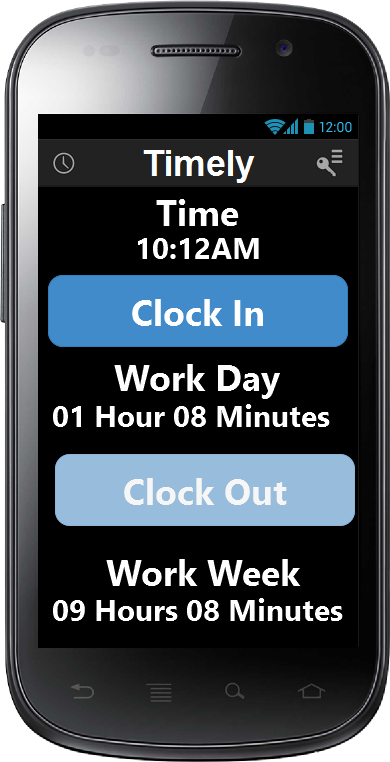 12:00
Timely
Time
10:12AM
Clock In
Work Day
01 Hour 08 Minutes
Clock Out
Work Week
09 Hours 08 Minutes